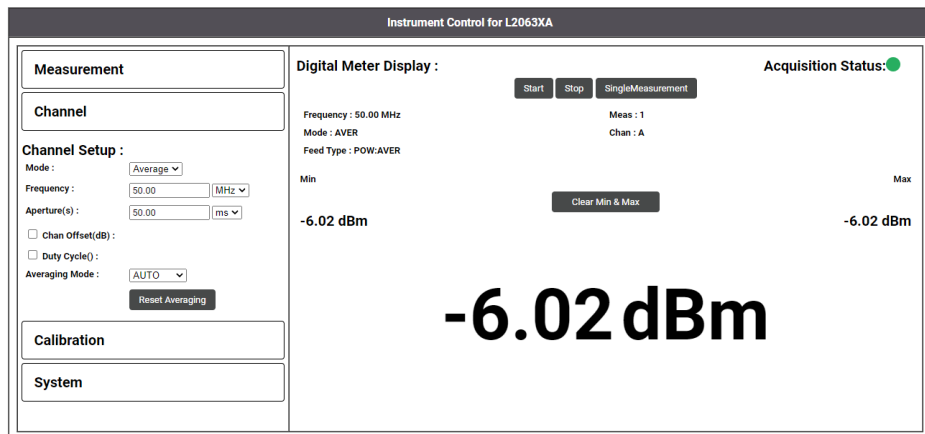 Instrument Control for L2063XA
Measurement
Channel
Channel Setup :
Mode : Average
Frequency : 50.00 MHz
Aperture(s) : 50.00 ms
Chan Offset(dB) :
Duty Cycle() :
Averaging Mode : AUTO
Reset Averaging
Calibration
System
Digital Meter Display : Acquisition Status:
Start Stop SingleMeasurement
Frequency : 50.00 MHz Meas : 1
Mode : AVER Chan : A
Feed Type : POW:AVER
Min Max
Clear Min & Max
-6.02 dBm -6.02 dBm
-6.02 dBm